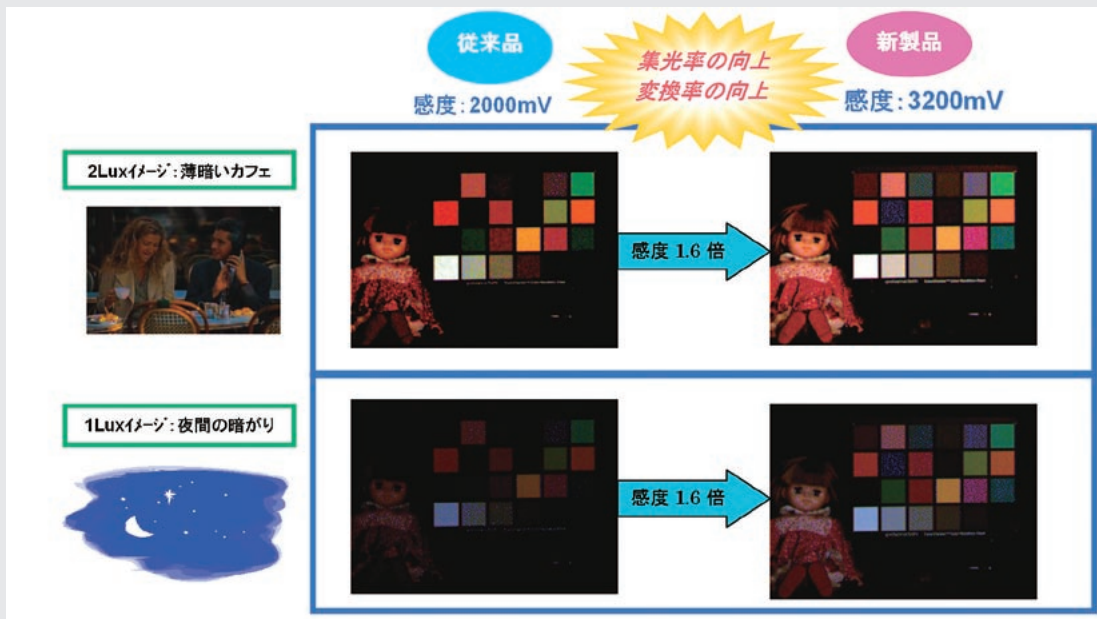 従来品
集光率の向上
変換率の向上
新製品
感度:2000mV
感度:3200mV
2Luxイメージ:薄暗いカフェ
感度 1.6 倍
1Luxイメージ:夜間の暗がり
感度 1.6 倍